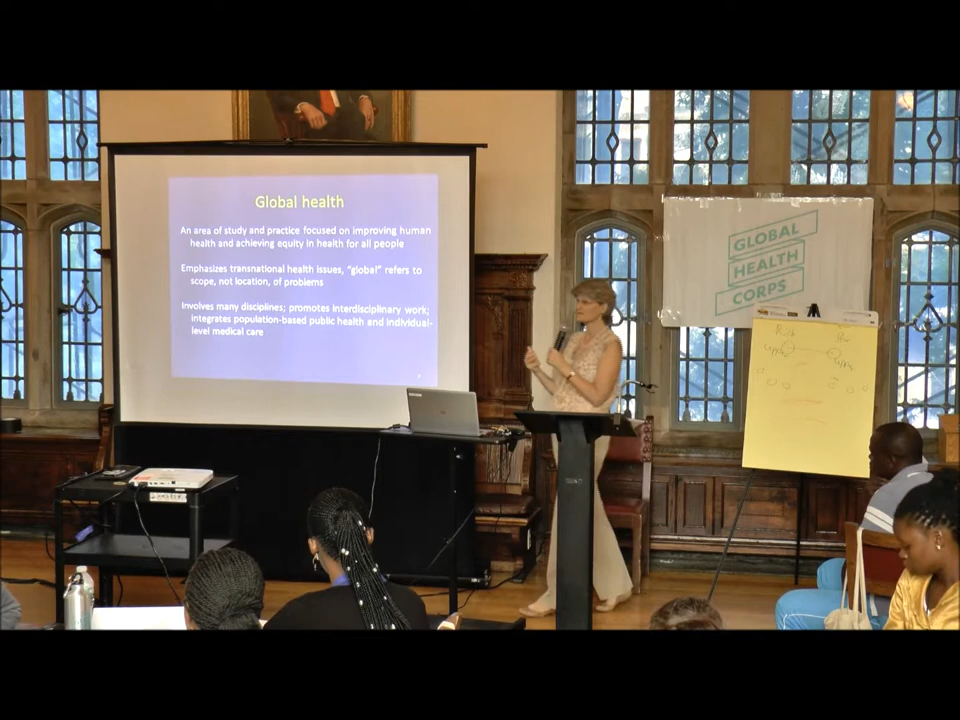 Global health
An area of study and practice focused on improving human
health and achieving equity in health for all people
Emphasizes transnational health issues, "global" refers to
scope, not location, of problems
Involves many disciplines; promotes interdisciplinary work;
integrates population-based public health and individual-
level medical care
GLOBAL
HEALTH
CORPS